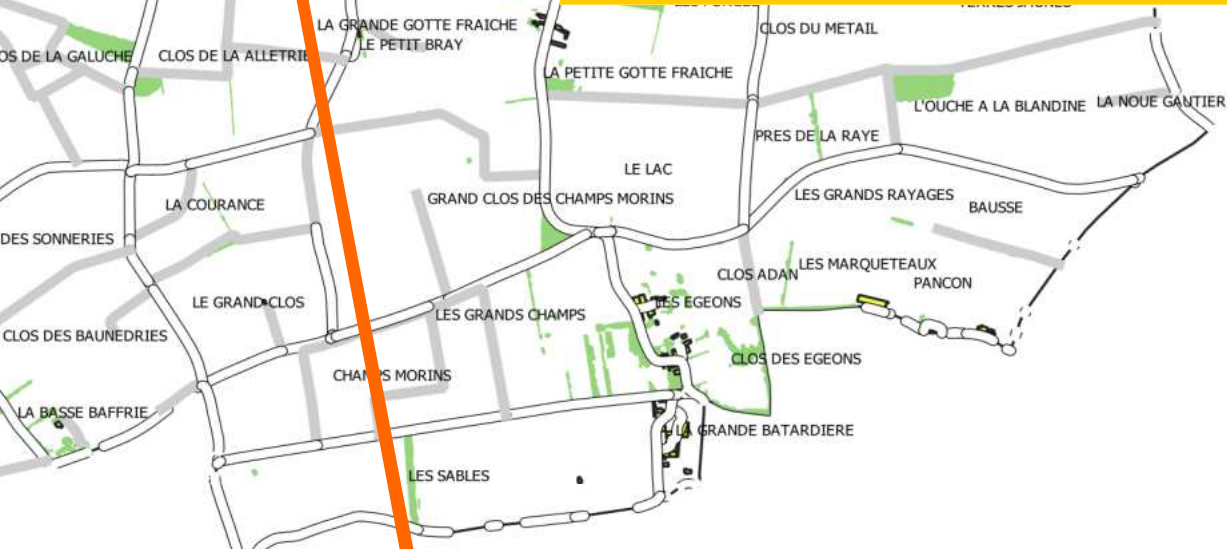 TERRES JAUNES
LA GRANDE GOTTE FRAICHE
CLOS DU METAIL
LE PETIT BRAY
OS DE LA GALUCHE
CLOS DE LA ALLETRIE
LA PETITE GOTTE FRAICHE
L'OUCHE A LA BLANDINE
LA NOUE GAUTIER
PRES DE LA RAYE
LE LAC
LES GRANDS RAYAGES
GRAND CLOS DES CHAMPS MORINS
LA COURANCE
BAUSSE
DES SONNERIES
LES MARQUETEAUX
CLOS ADAN
PANCON
LE GRAND CLOS
LES EGEONS
LES GRANDS CHAMPS
CLOS DES BAUNEDRIES
CLOS DES EGEONS
CHAMPS MORINS
LA BASSE BAFFRIE
LA GRANDE BATARDIERE
LES SABLES